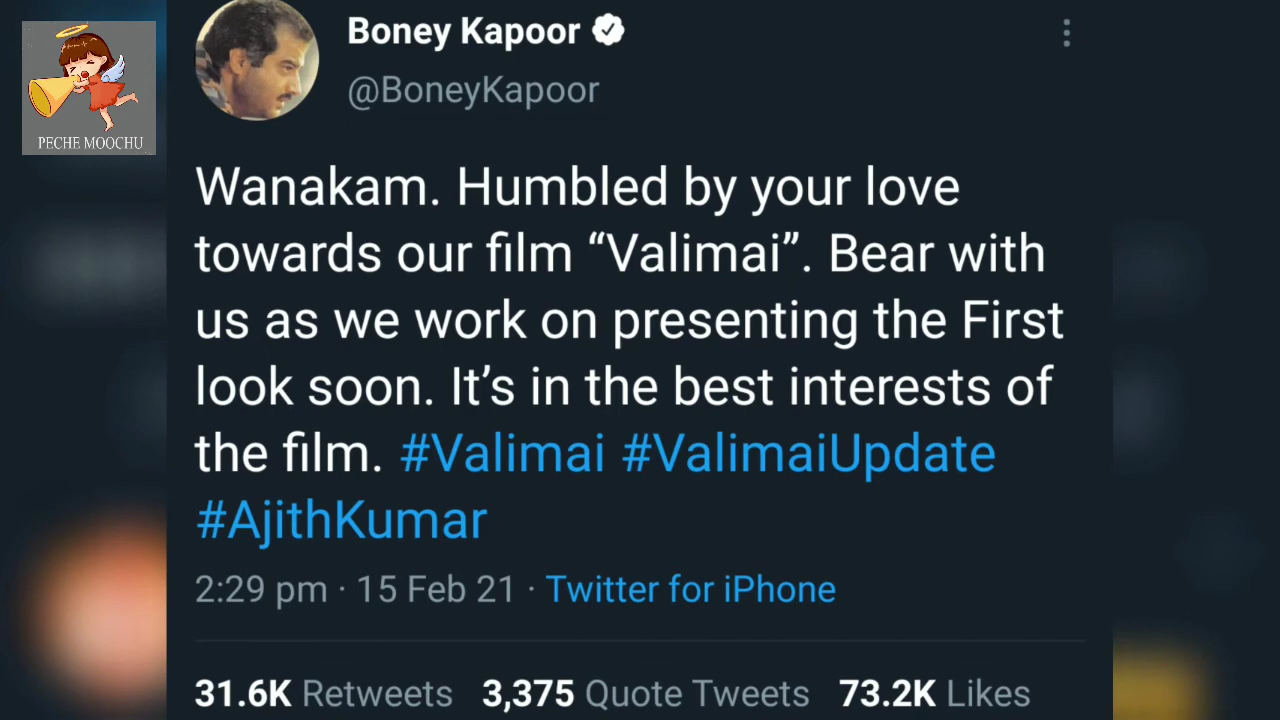 PECHE MOOCHU
Boney Kapoor
@BoneyKapoor
Wanakam. Humbled by your love
towards our film “Valimai”. Bear with
us as we work on presenting the First
look soon. It’s in the best interests of
the film. #Valimai #ValimaiUpdate
#AjithKumar
2:29 pm · 15 Feb 21 · Twitter for iPhone
31.6K Retweets 3,375 Quote Tweets 73.2K Likes